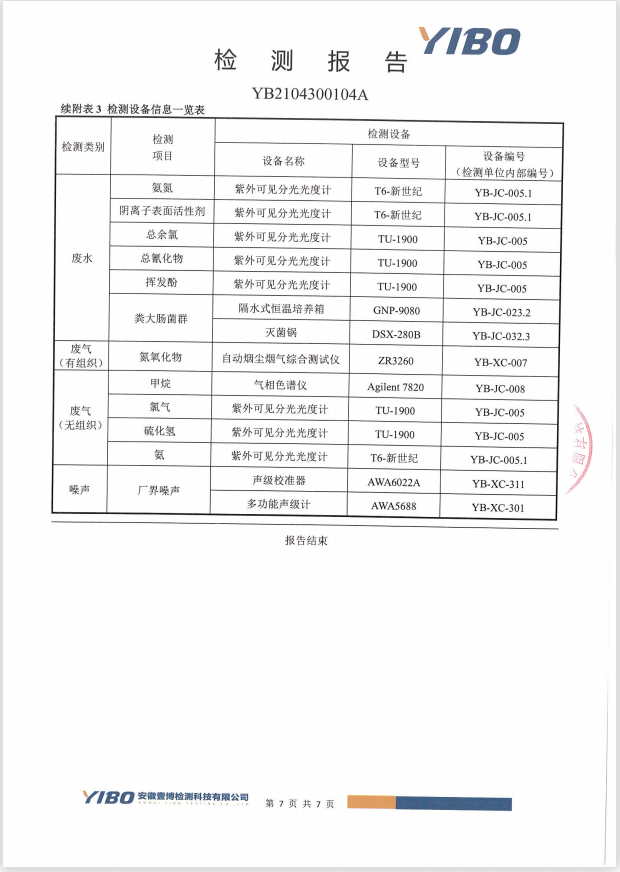 YIBO
检 测 报 告
YB2104300104A
续附表 3 检测设备信息一览表
检测类别 检测项目 检测设备
设备名称 设备型号 设备编号（检测单位内部编号）
废水 氨氮 紫外可见分光光度计 T6-新世纪 YB-JC-005.1
阴离子表面活性剂 紫外可见分光光度计 T6-新世纪 YB-JC-005.1
总余氯 紫外可见分光光度计 TU-1900 YB-JC-005
总氰化物 紫外可见分光光度计 TU-1900 YB-JC-005
挥发酚 紫外可见分光光度计 TU-1900 YB-JC-005
粪大肠菌群 隔水式恒温培养箱 GNP-9080 YB-JC-023.2
灭菌锅 DSX-280B YB-JC-032.3
废气（有组织） 氮氧化物 自动烟尘烟气综合测试仪 ZR3260 YB-XC-007
废气（无组织） 甲烷 气相色谱仪 Agilent 7820 YB-JC-008
氯气 紫外可见分光光度计 TU-1900 YB-JC-005
硫化氢 紫外可见分光光度计 TU-1900 YB-JC-005
氨 紫外可见分光光度计 T6-新世纪 YB-JC-005.1
噪声 厂界噪声 声级校准器 AWA6022A YB-XC-311
多功能声级计 AWA5688 YB-XC-301
报告结束
YIBO 安徽壹博检测科技有限公司 第 7 页 共 7 页